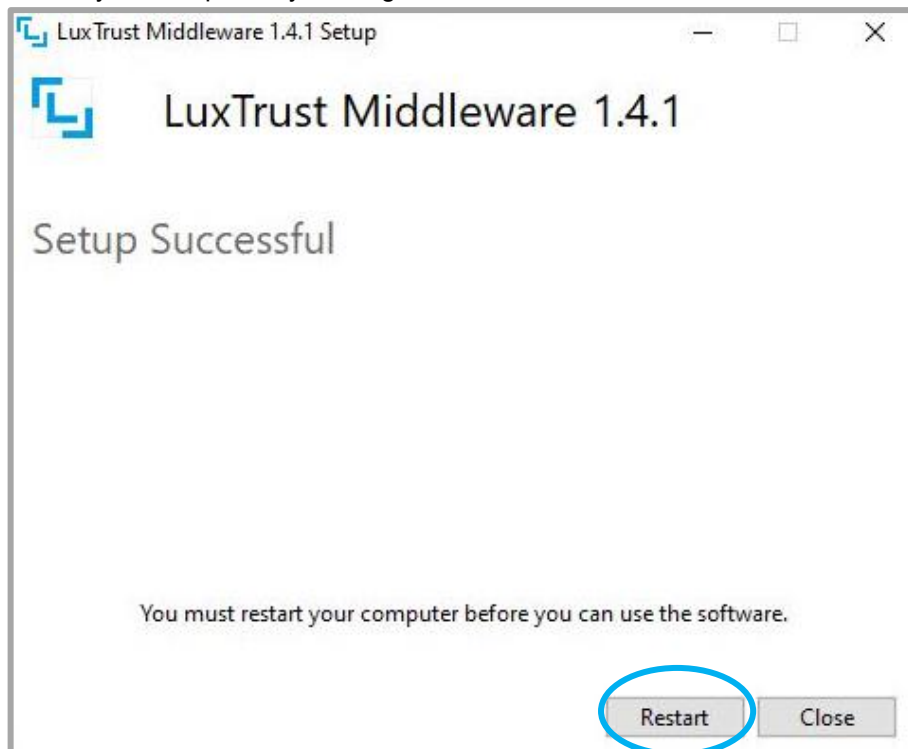 LuxTrust Middleware 1.4.1 Setup
LuxTrust Middleware 1.4.1
Setup Successful
You must restart your computer before you can use the software.
Restart
Close